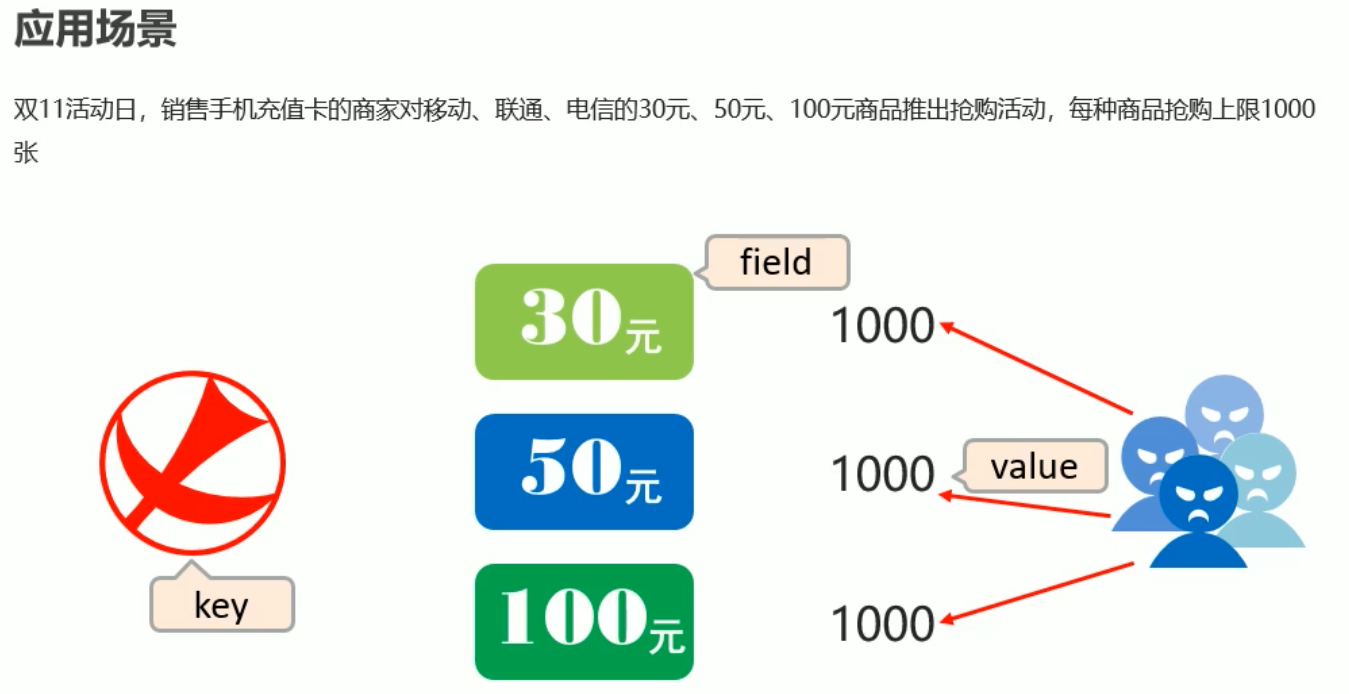 应用场景
双11活动日，销售手机充值卡的商家对移动、联通、电信的30元、50元、100元商品推出抢购活动，每种商品抢购上限1000
张
field
30元
1000
50元
1000
value
key
100元
1000